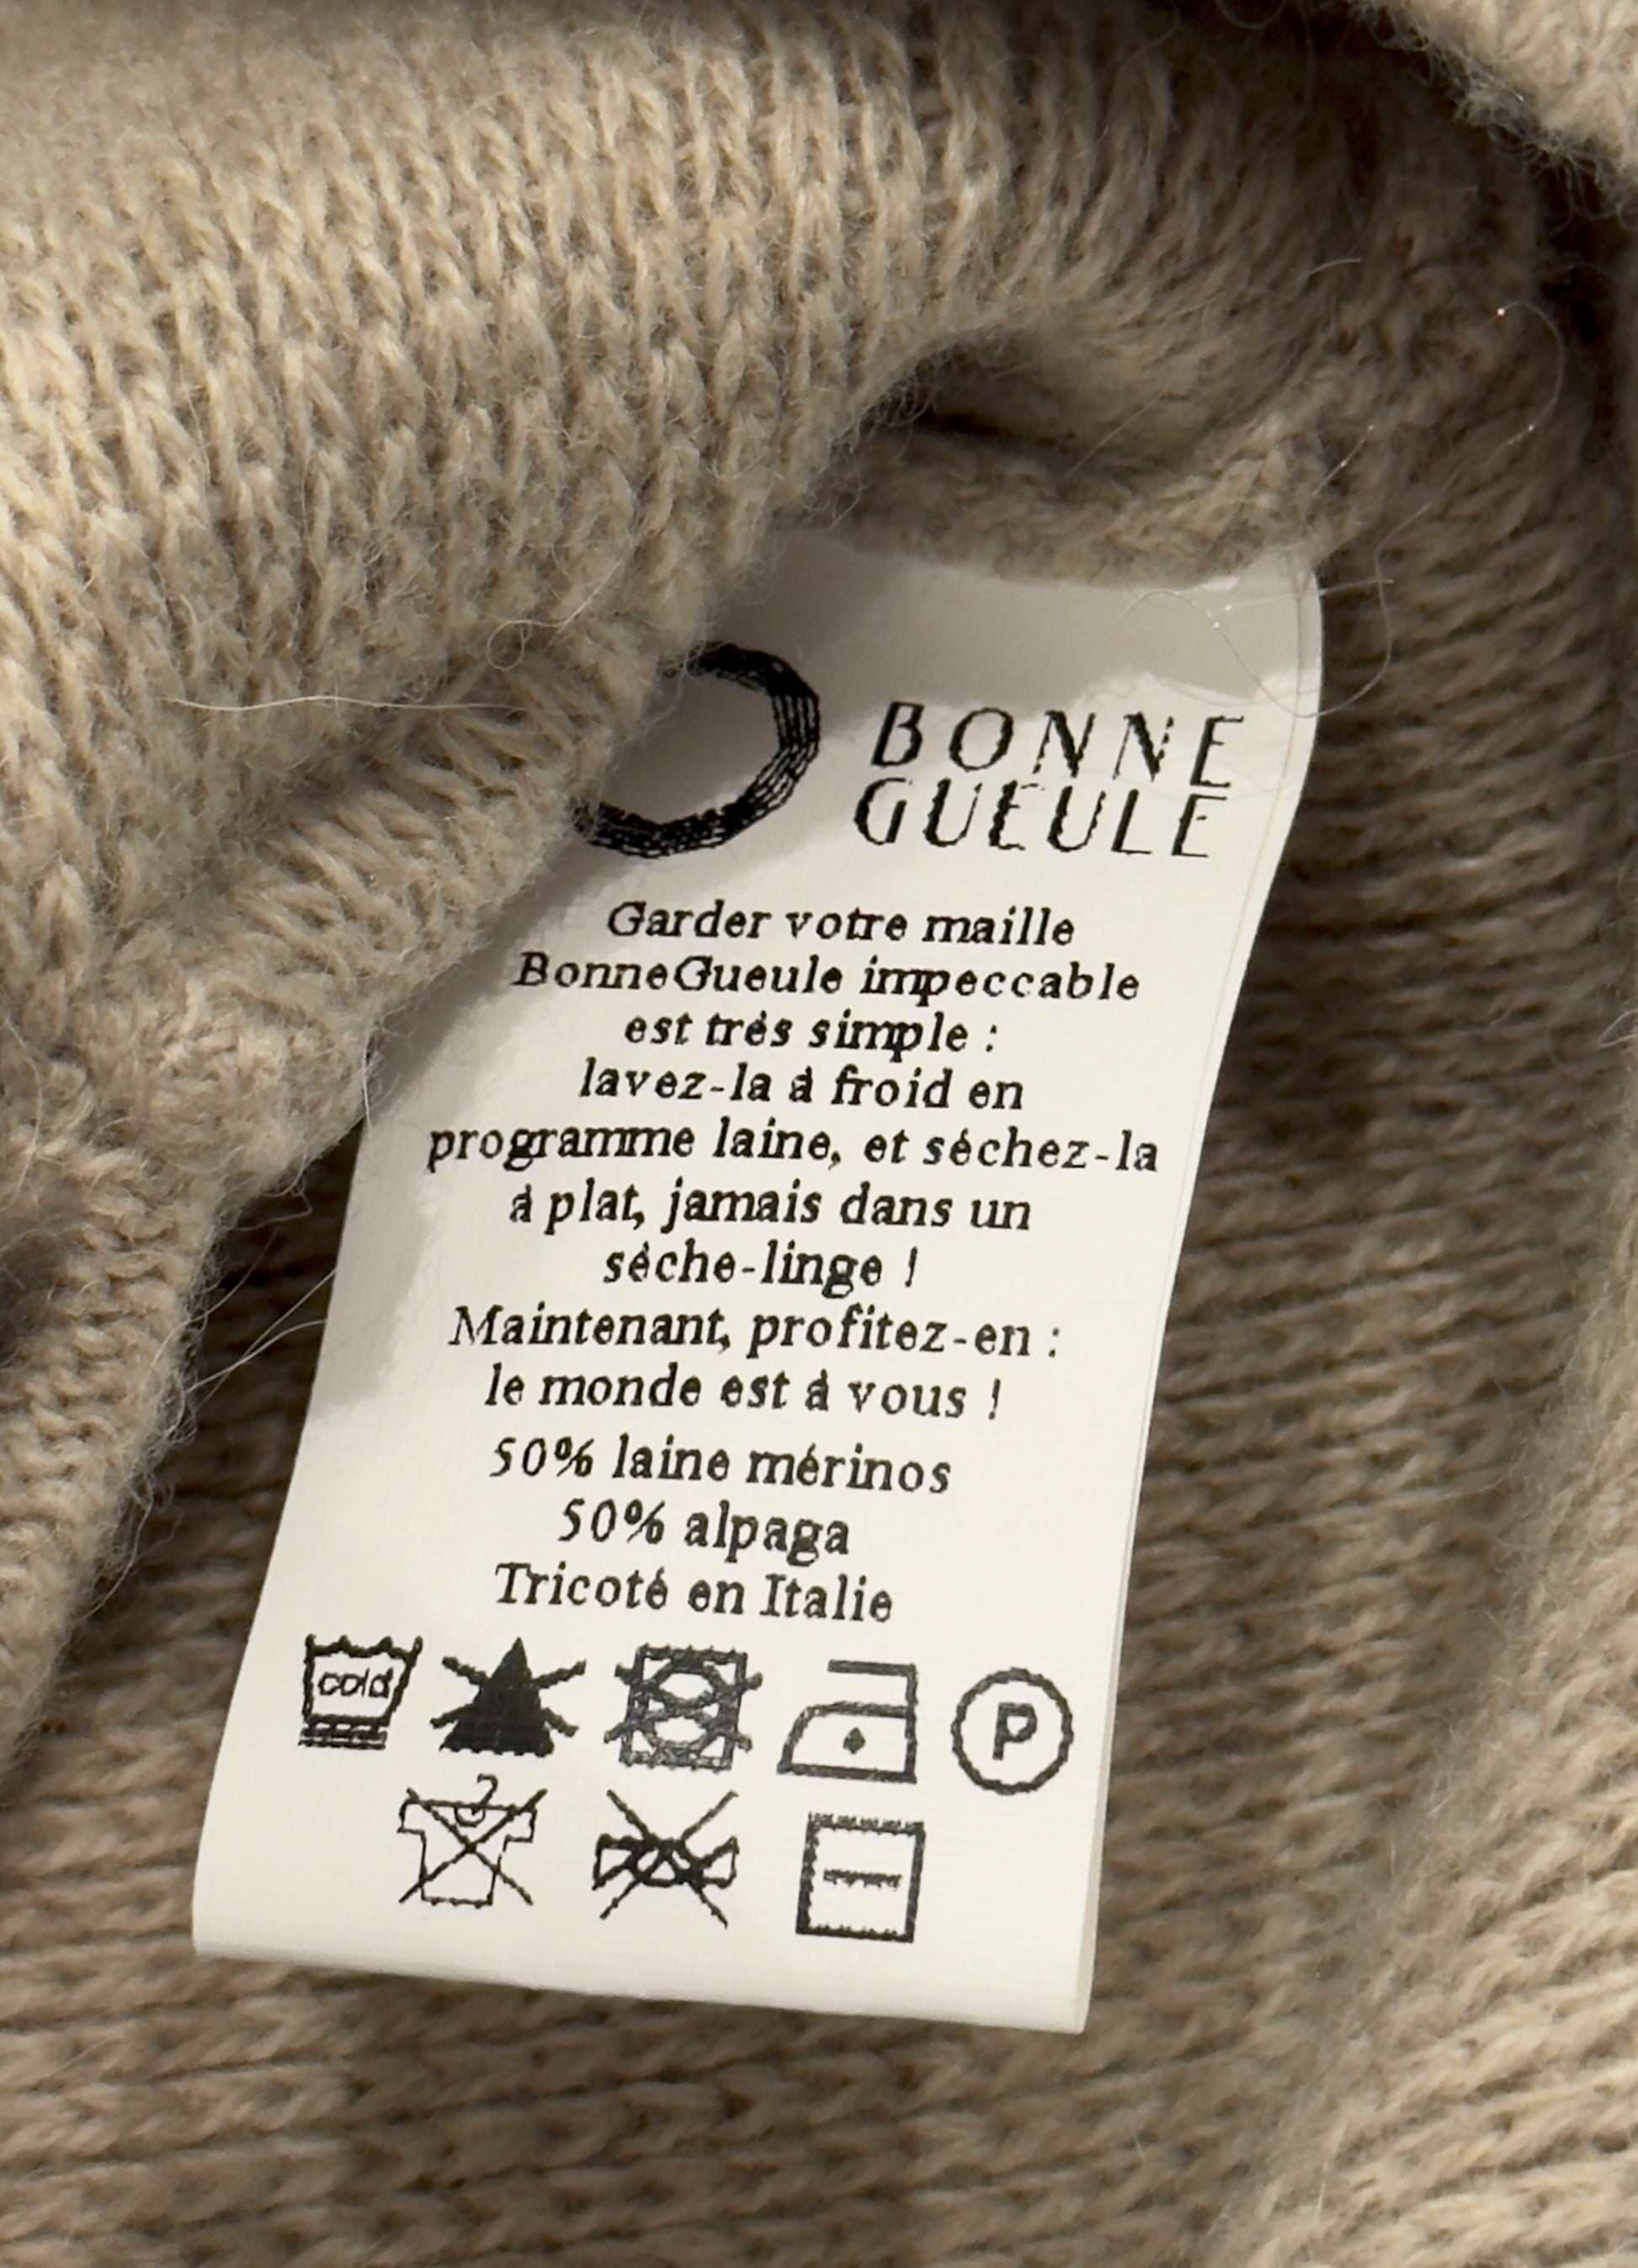 BONNE
GUEULE
Garder votre maille
BonneGueule impeccable
est très simple :
lavez-la à froid en
programme laine, et séchez-la
à plat, jamais dans un
sèche-linge !
Maintenant, profitez-en :
le monde est à vous !
50% laine mérinos
50% alpaga
Tricoté en Italie
cold
P